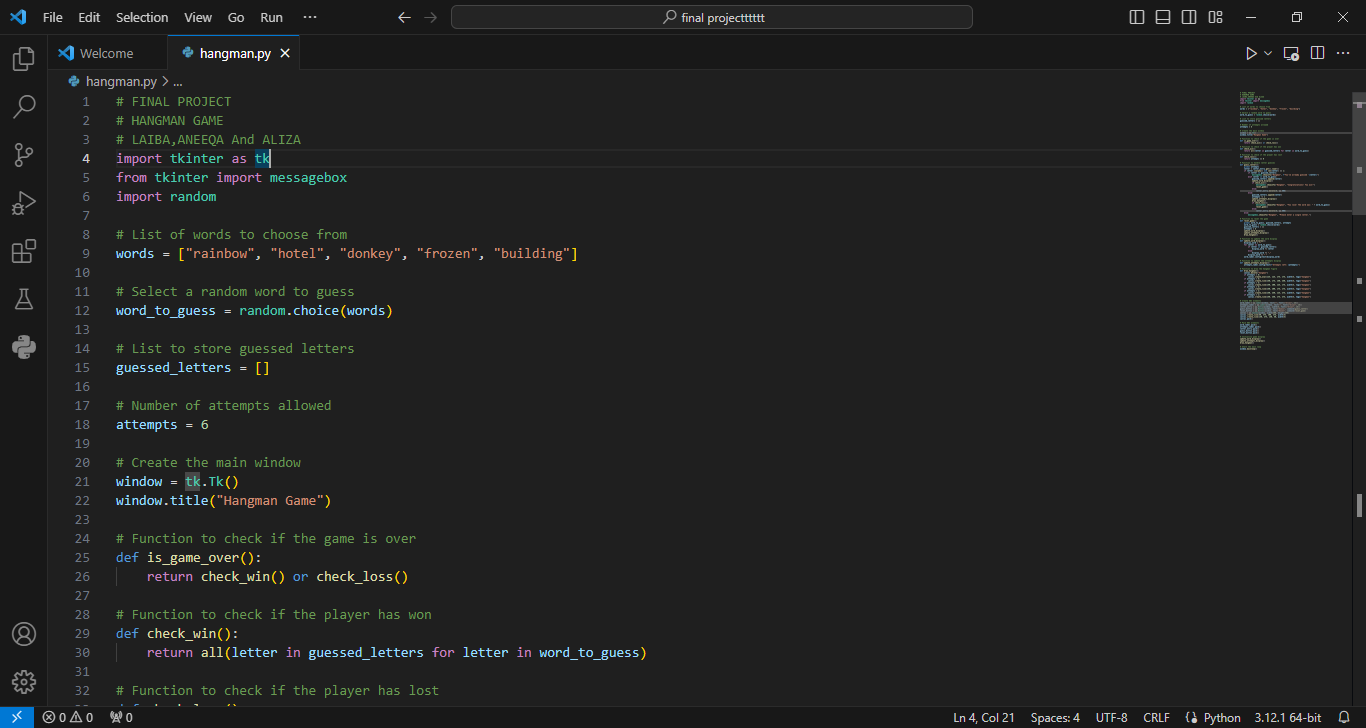 File Edit Selection View Go Run ··· final projectttttt
Welcome hangman.py
hangman.py > ...
1 # FINAL PROJECT
2 # HANGMAN GAME
3 # LAIBA,ANEEQA And ALIZA
4 import tkinter as tk
5 from tkinter import messagebox
6 import random
7
8 # List of words to choose from
9 words = ["rainbow", "hotel", "donkey", "frozen", "building"]
10
11 # Select a random word to guess
12 word_to_guess = random.choice(words)
13
14 # List to store guessed letters
15 guessed_letters = []
16
17 # Number of attempts allowed
18 attempts = 6
19
20 # Create the main window
21 window = tk.Tk()
22 window.title("Hangman Game")
23
24 # Function to check if the game is over
25 def is_game_over():
26     return check_win() or check_loss()
27
28 # Function to check if the player has won
29 def check_win():
30     return all(letter in guessed_letters for letter in word_to_guess)
31
32 # Function to check if the player has lost
0 0 0 Ln 4, Col 21 Spaces: 4 UTF-8 CRLF Python 3.12.1 64-bit